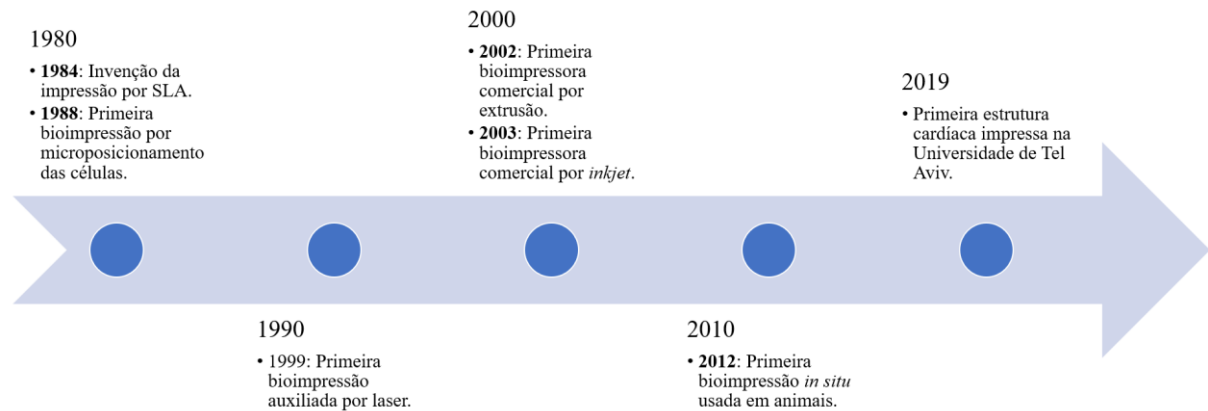 1980
• 1984: Invenção da
impressão por SLA.
• 1988: Primeira
bioimpressão por
microposicionamento
das células.
1990
• 1999: Primeira
bioimpressão
auxiliada por laser.
2000
• 2002: Primeira
bioimpressora
comercial por
extrusão.
• 2003: Primeira
bioimpressora
comercial por inkjet.
2010
• 2012: Primeira
bioimpressão in situ
usada em animais.
2019
• Primeira estrutura
cardíaca impressa na
Universidade de Tel
Aviv.